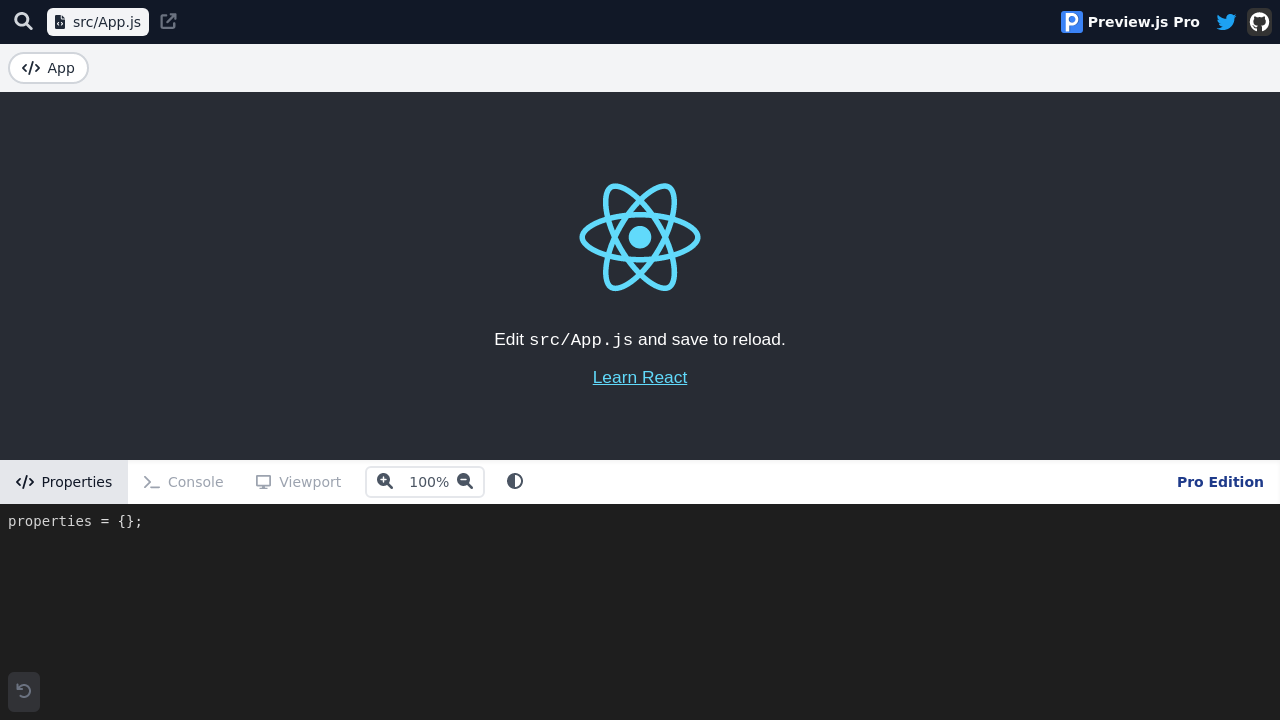 src/App.js
Preview.js Pro
App
Edit src/App.js and save to reload.
Learn React
Properties
Console
Viewport
100%
Pro Edition
properties = {};